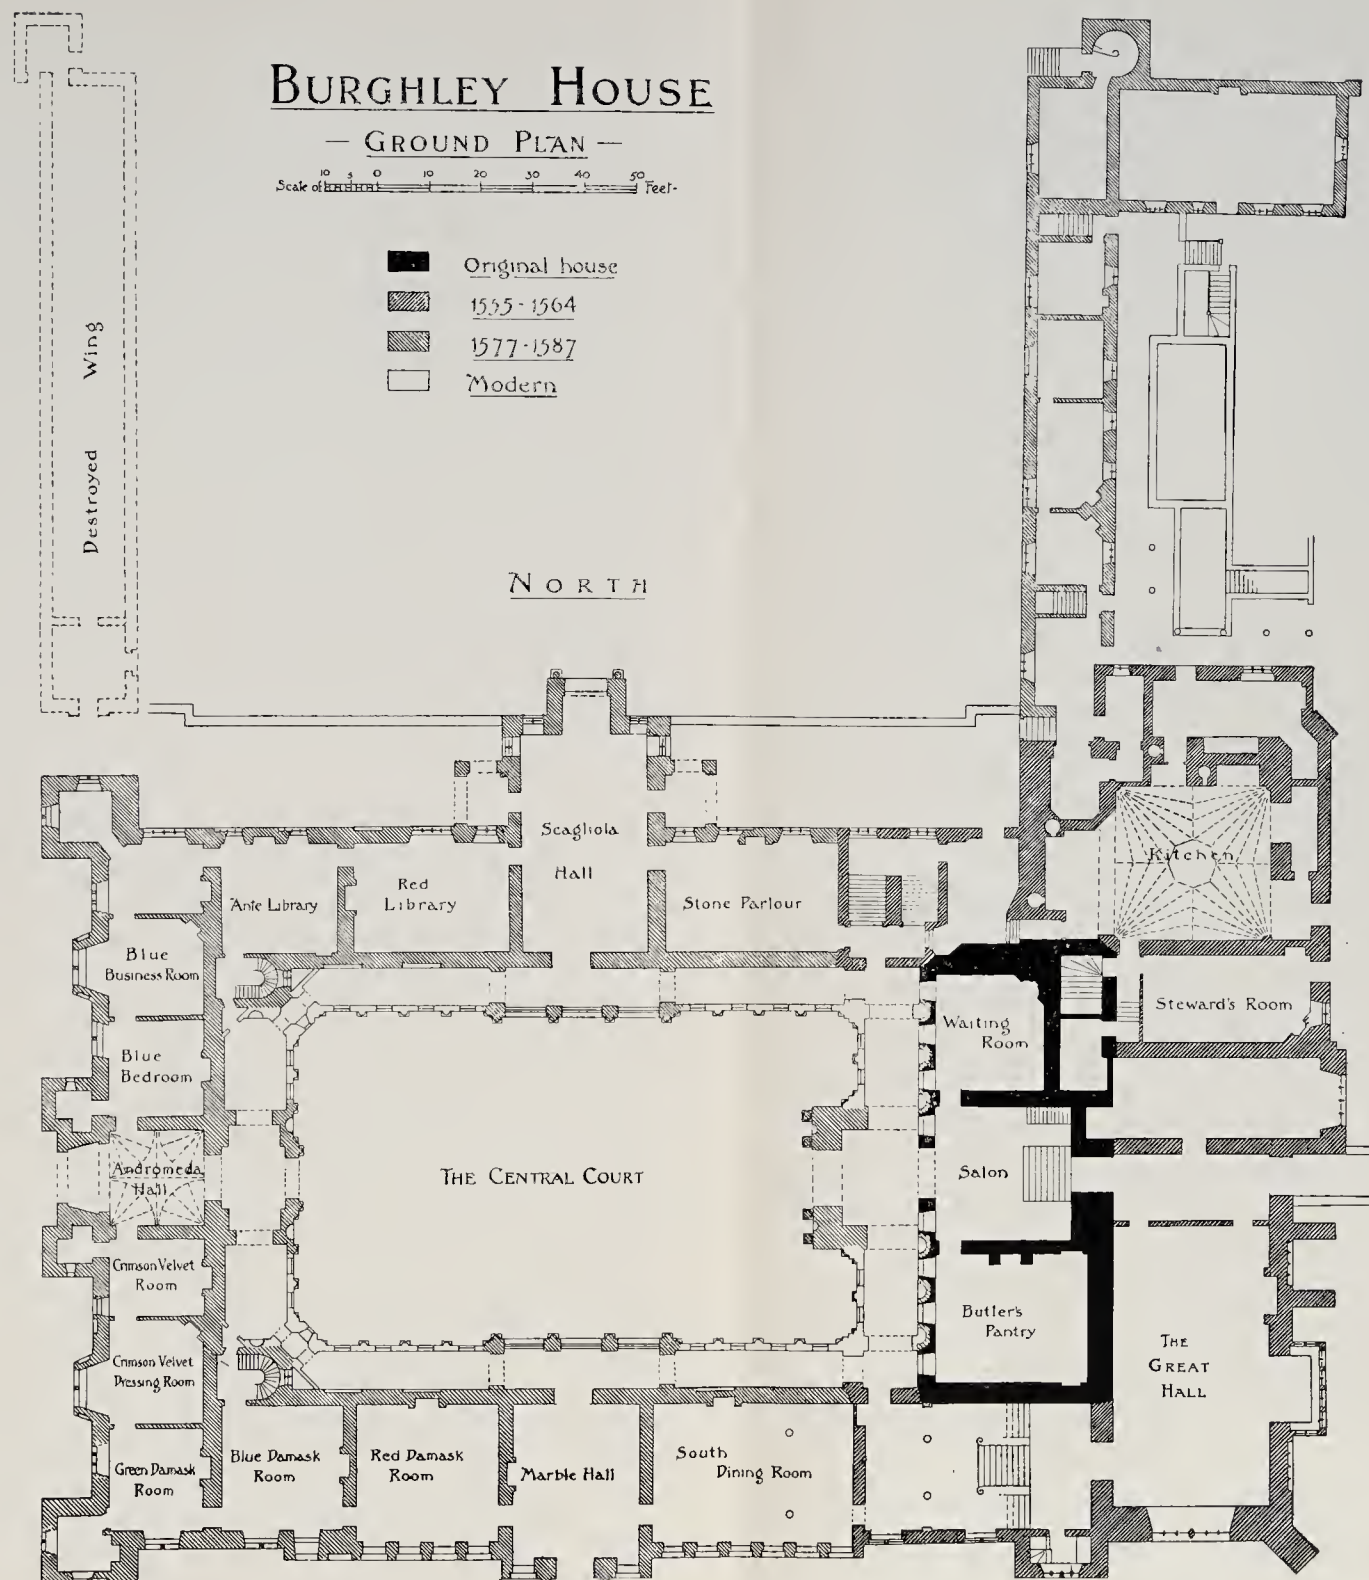 BURGHLEY HOUSE
— GROUND PLAN —
Scale of 10 5 0 10 20 30 40 50 Feet-
Original house
1555-1564
1577-1587
Modern
Destroyed Wing
NORTH
Scagliola
Hall
Kitchen
Ante Library
Red
Library
Stone Parlour
Blue
Business Room
Steward's Room
Waiting
Room
Blue
Bedroom
Andromeda
Hall
THE CENTRAL COURT
Salon
Crimson Velvet
Room
Butler's
Pantry
THE
GREAT
HALL
Crimson Velvet
Dressing Room
Blue Damask
Room
Red Damask
Room
Marble Hall
South
Dining Room
Green Damask
Room